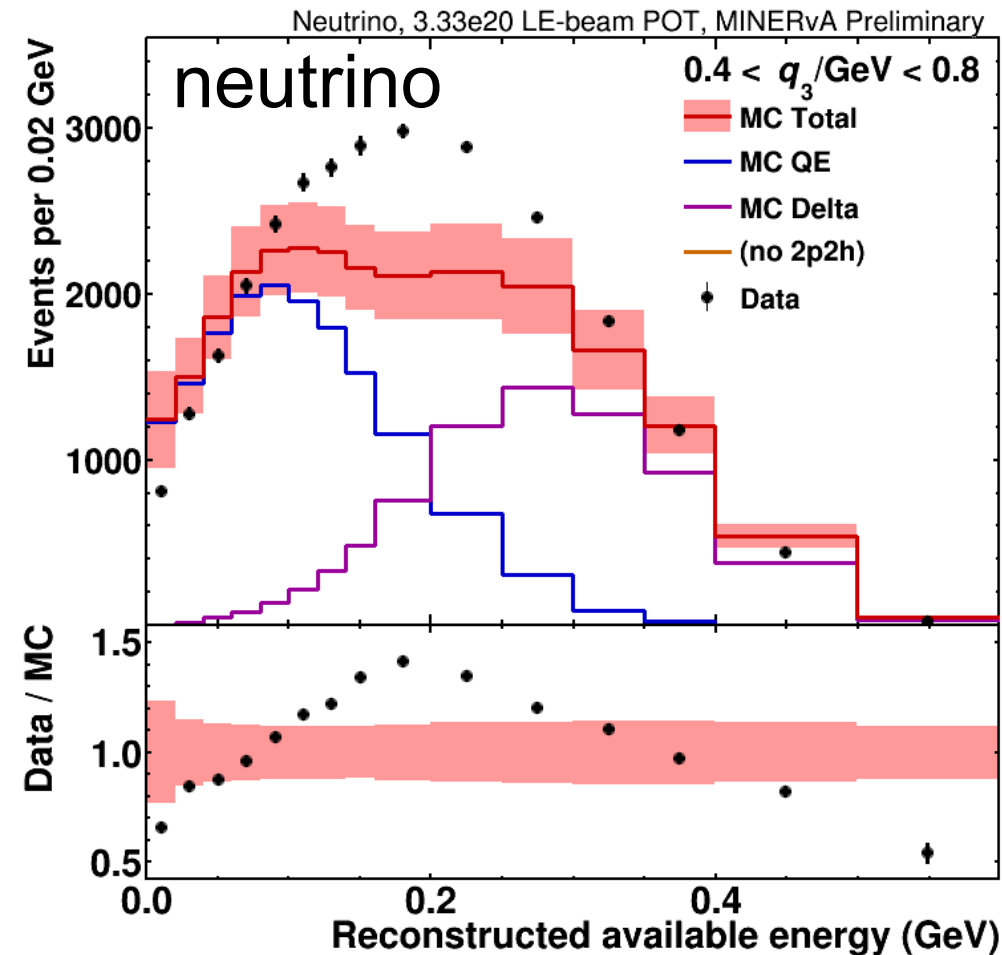 Neutrino, 3.33e20 LE-beam POT, MINERvA Preliminary
neutrino
0.4 < q3/GeV < 0.8
MC Total
MC QE
MC Delta
(no 2p2h)
Data
Events per 0.02 GeV
3000
2000
1000
Data / MC
1.5
1.0
0.5
0.0 0.2 0.4
Reconstructed available energy (GeV)